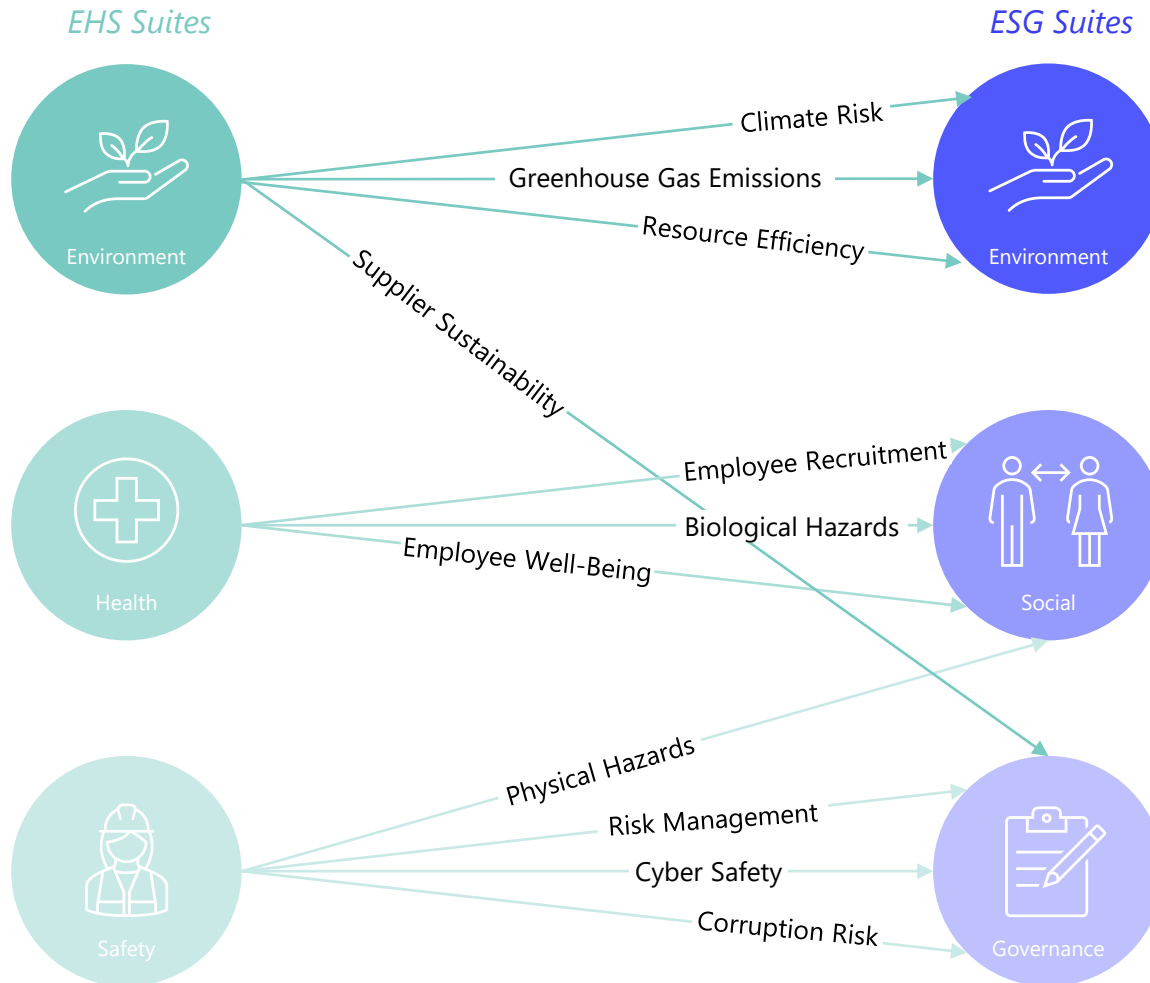 EHS Suites
ESG Suites
Climate Risk
Greenhouse Gas Emissions
Resource Efficiency
Environment
Environment
Supplier Sustainability
Employee Recruitment
Biological Hazards
Employee Well-Being
Health
Social
Physical Hazards
Risk Management
Cyber Safety
Corruption Risk
Safety
Governance